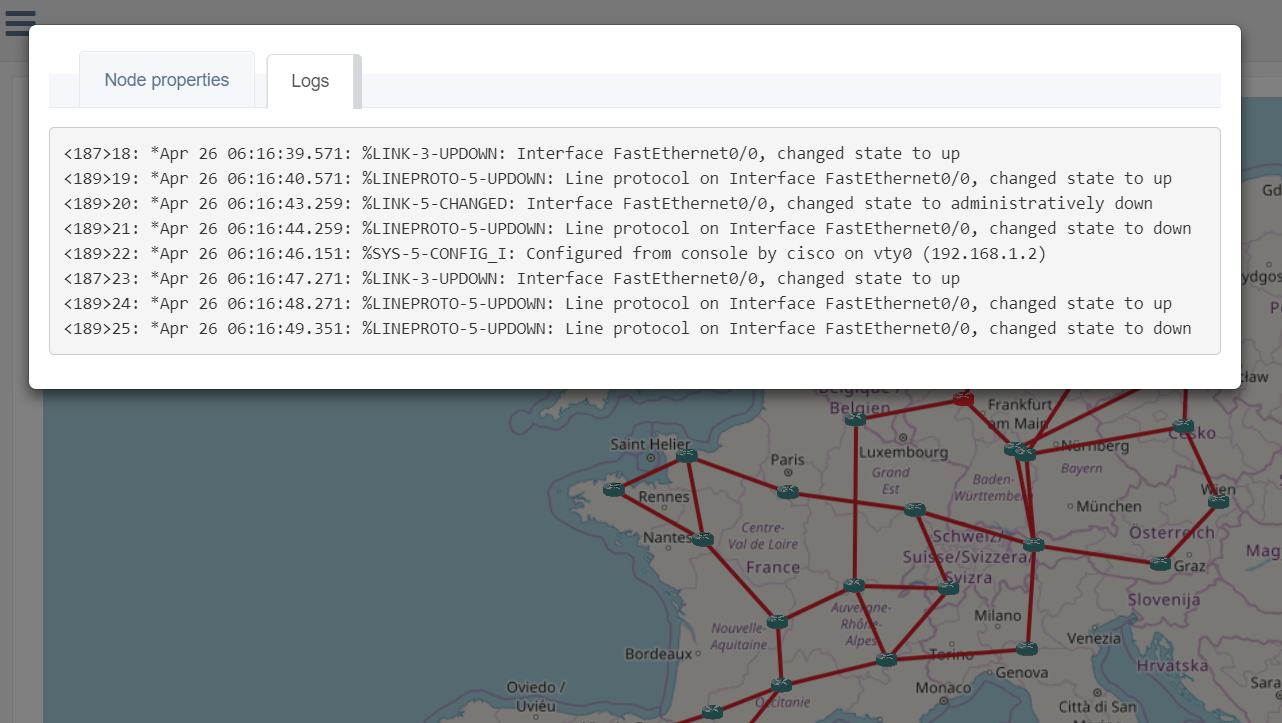 Node properties
Logs
<187>18: *Apr 26 06:16:39.571: %LINK-3-UPDOWN: Interface FastEthernet0/0, changed state to up
<189>19: *Apr 26 06:16:40.571: %LINEPROTO-5-UPDOWN: Line protocol on Interface FastEthernet0/0, changed state to up
<189>20: *Apr 26 06:16:43.259: %LINK-5-CHANGED: Interface FastEthernet0/0, changed state to administratively down
<189>21: *Apr 26 06:16:44.259: %LINEPROTO-5-UPDOWN: Line protocol on Interface FastEthernet0/0, changed state to down
<189>22: *Apr 26 06:16:46.151: %SYS-5-CONFIG_I: Configured from console by cisco on vty0 (192.168.1.2)
<187>23: *Apr 26 06:16:47.271: %LINK-3-UPDOWN: Interface FastEthernet0/0, changed state to up
<189>24: *Apr 26 06:16:48.271: %LINEPROTO-5-UPDOWN: Line protocol on Interface FastEthernet0/0, changed state to up
<189>25: *Apr 26 06:16:49.351: %LINEPROTO-5-UPDOWN: Line protocol on Interface FastEthernet0/0, changed state to down
Belgien
Frankfurt
am Main
Česko
Saint Helier
Nürnberg
Luxembourg
Paris
Bayern
Grand
Est
Baden-
Württemberg
Wien
Rennes
München
Centre-
Val de Loire
Nantes
Österreich
Schweiz/
Suisse/Svizzera/
Svizra
France
Graz
Slovenija
Auvergne-
Rhône-
Alpes
Milano
Nouvelle-
Aquitaine
Venezia
Bordeaux
Torino
Hrvatska
Genova
Oviedo /
Uviéu
Monaco
Occitanie
Città di San